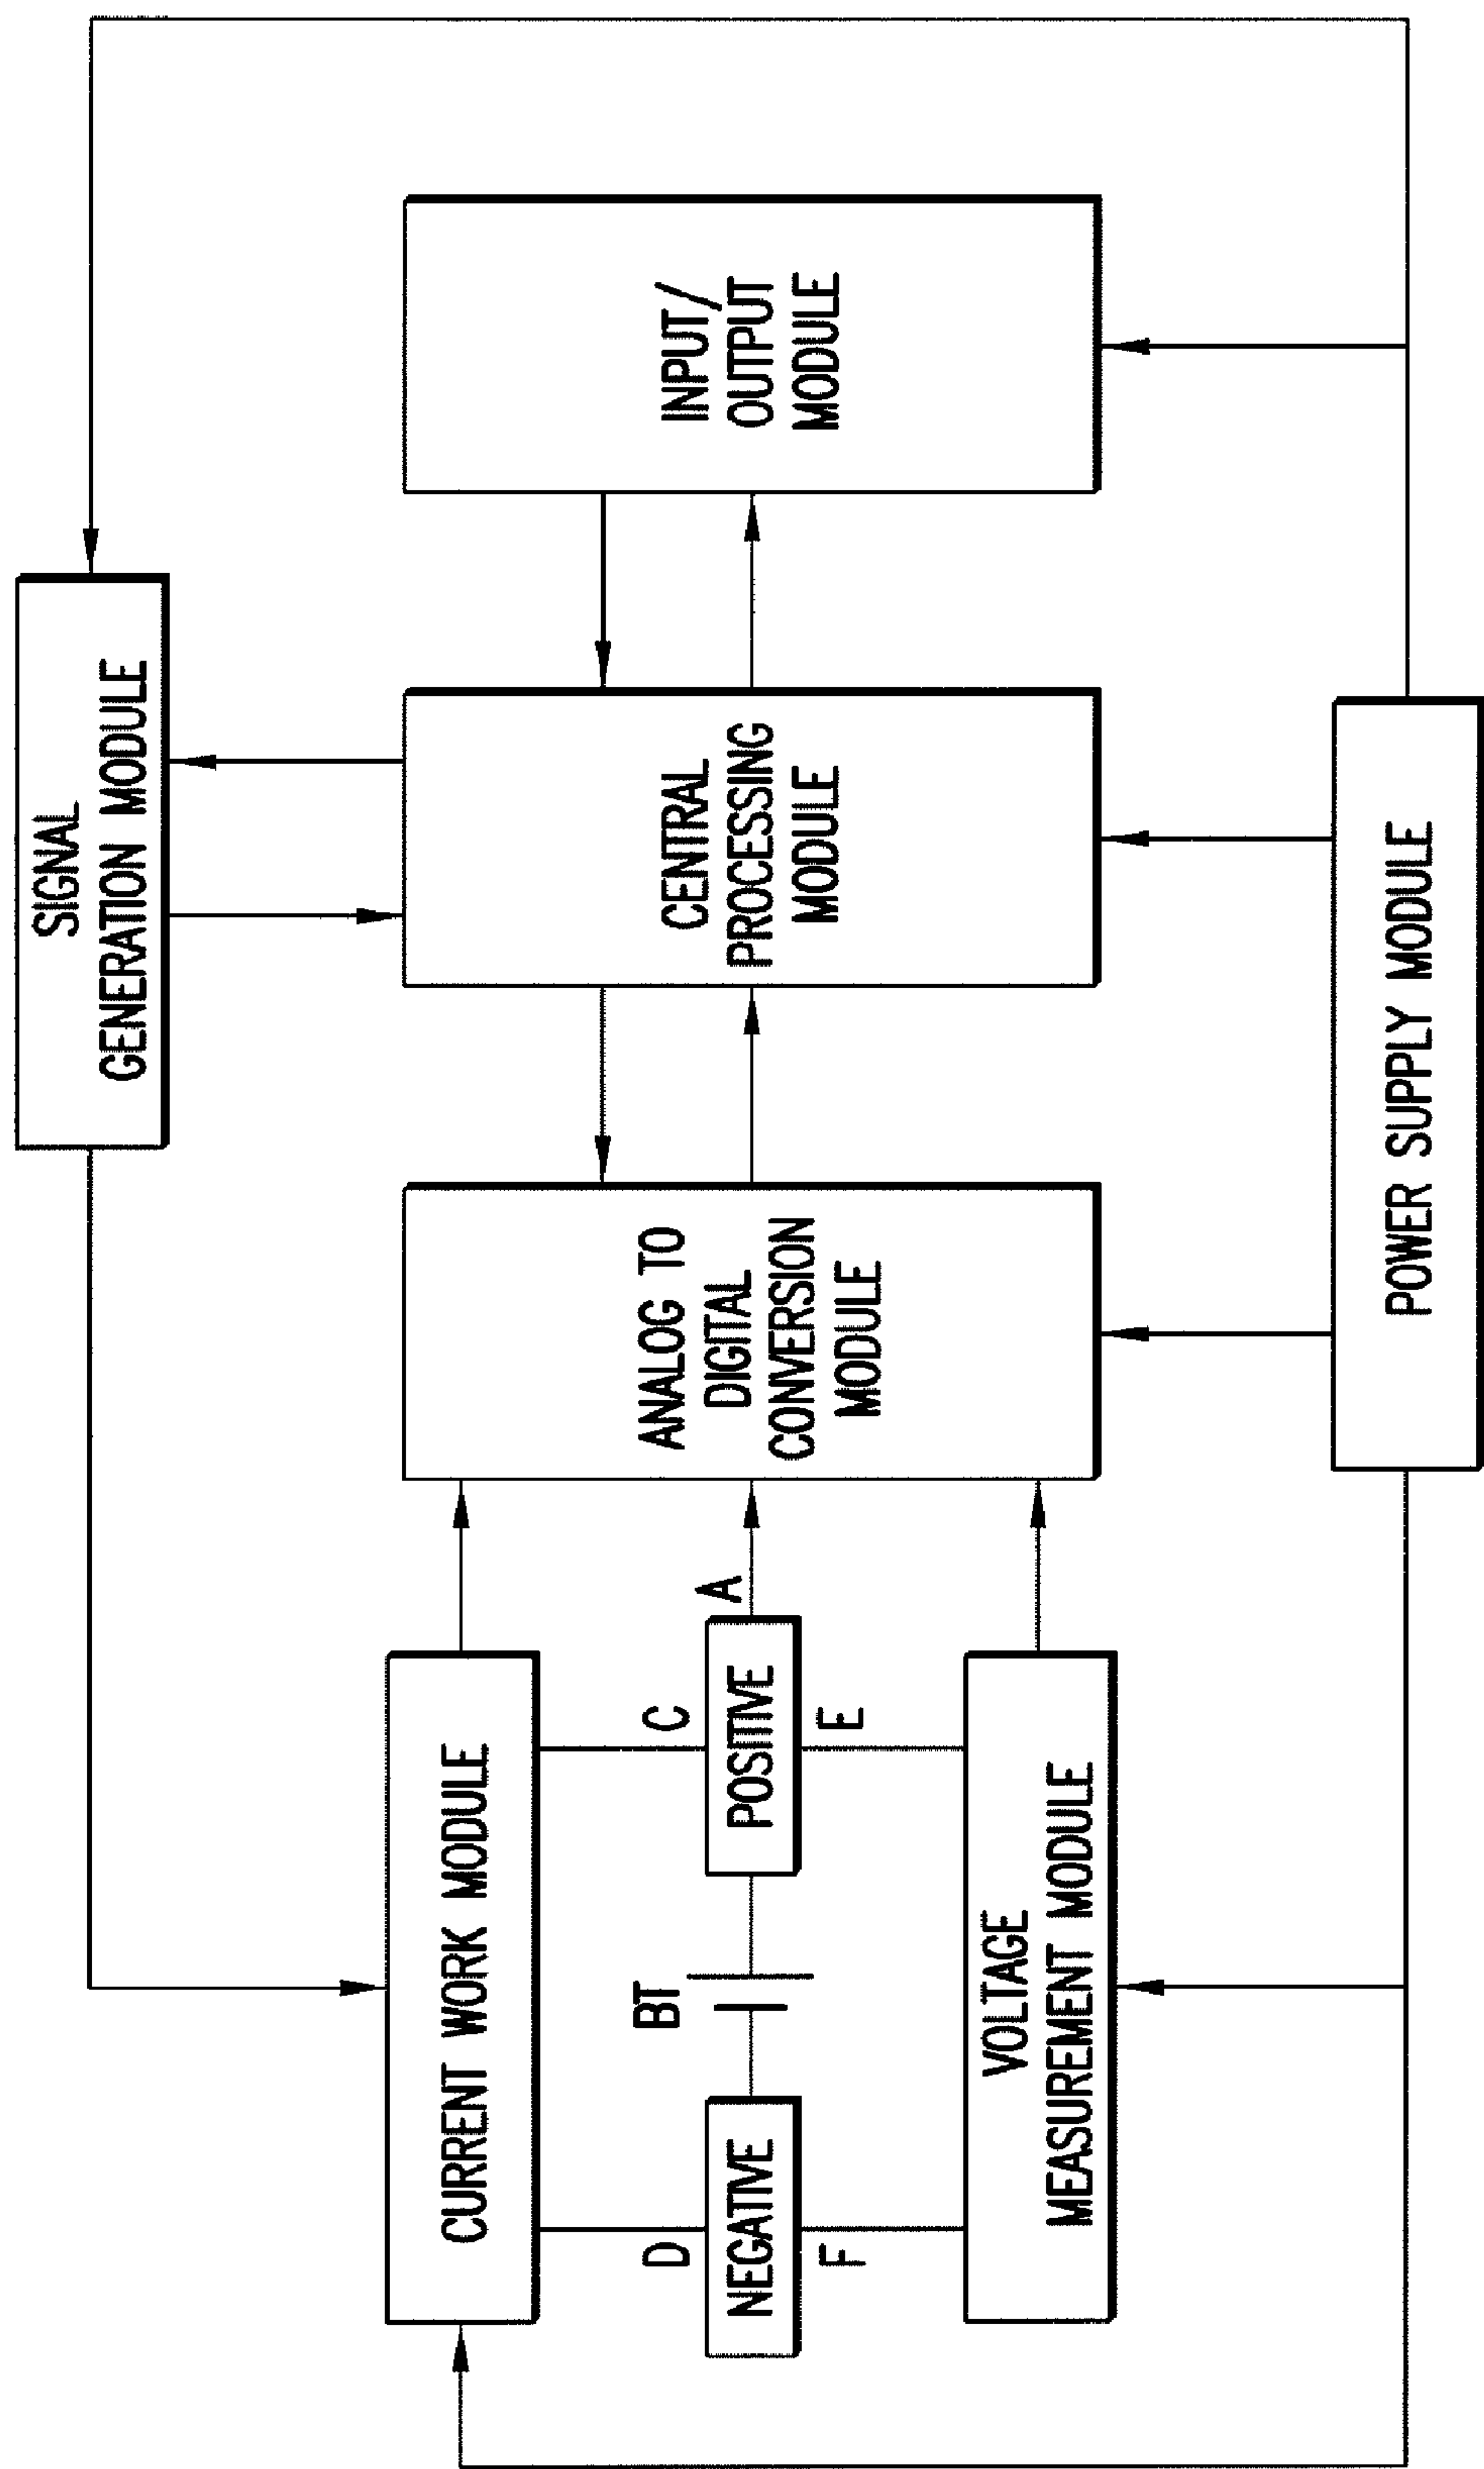 SIGNAL
GENERATION MODULE
CURRENT WORK MODULE
ANALOG TO
DIGITAL
CONVERSION
MODULE
CENTRAL
PROCESSING
MODULE
INPUT/
OUTPUT
MODULE
D
C
BT
A
NEGATIVE
POSITIVE
F
E
VOLTAGE
MEASUREMENT MODULE
POWER SUPPLY MODULE